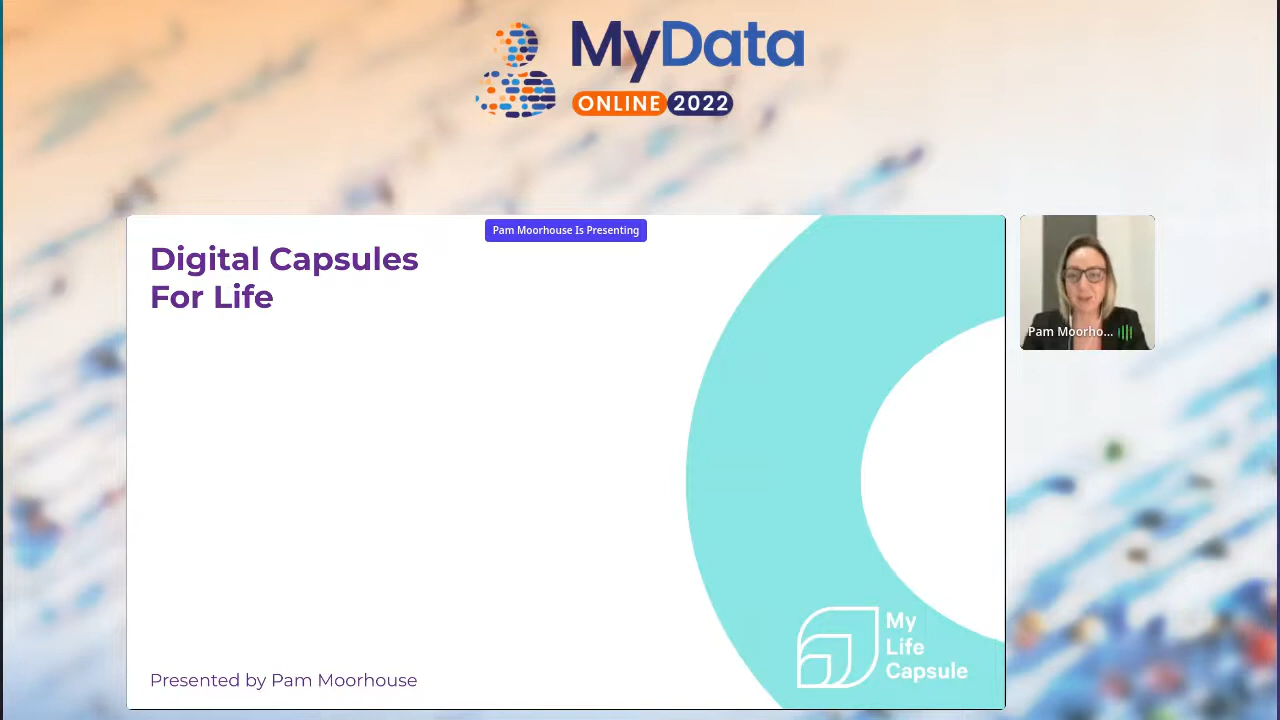 MyData
ONLINE 2022
Pam Moorhouse Is Presenting
Digital Capsules
For Life
Pam Moorho...
My
Life
Capsule
Presented by Pam Moorhouse